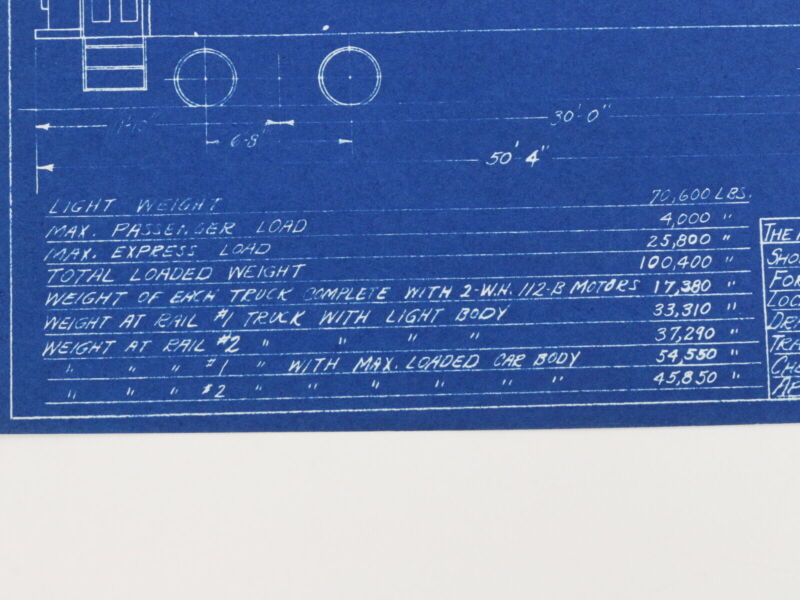 30'-0"
6-8"
50' 4"
LIGHT WEIGHT 70,600 LBS.
MAX. PASSENGER LOAD 4,000 "
MAX. EXPRESS LOAD 25,800 "
TOTAL LOADED WEIGHT 100,400 "
WEIGHT OF EACH TRUCK COMPLETE WITH 2-W.H. 112-B MOTORS 17,380 "
WEIGHT AT RAIL #1 TRUCK WITH LIGHT BODY 33,310 "
WEIGHT AT RAIL #2 " " " " 37,290 "
" " " #1 " WITH MAX. LOADED CAR BODY 54,550 "
" " " #2 " " " " " " 45,850 "
THE